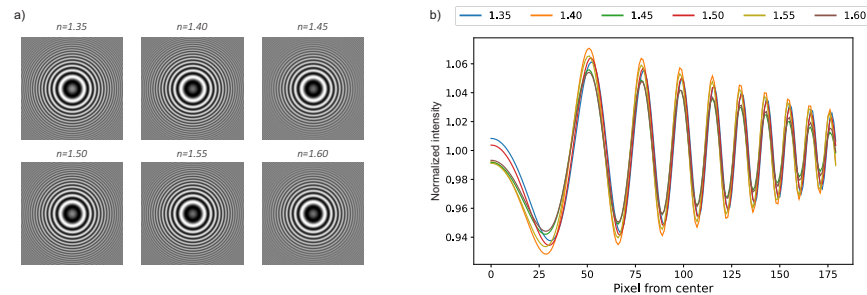 a)
n=1.35 n=1.40 n=1.45
n=1.50 n=1.55 n=1.60
b)
1.35 1.40 1.45 1.50 1.55 1.60
Normalized intensity
1.06
1.04
1.02
1.00
0.98
0.96
0.94
0 25 50 75 100 125 150 175
Pixel from center